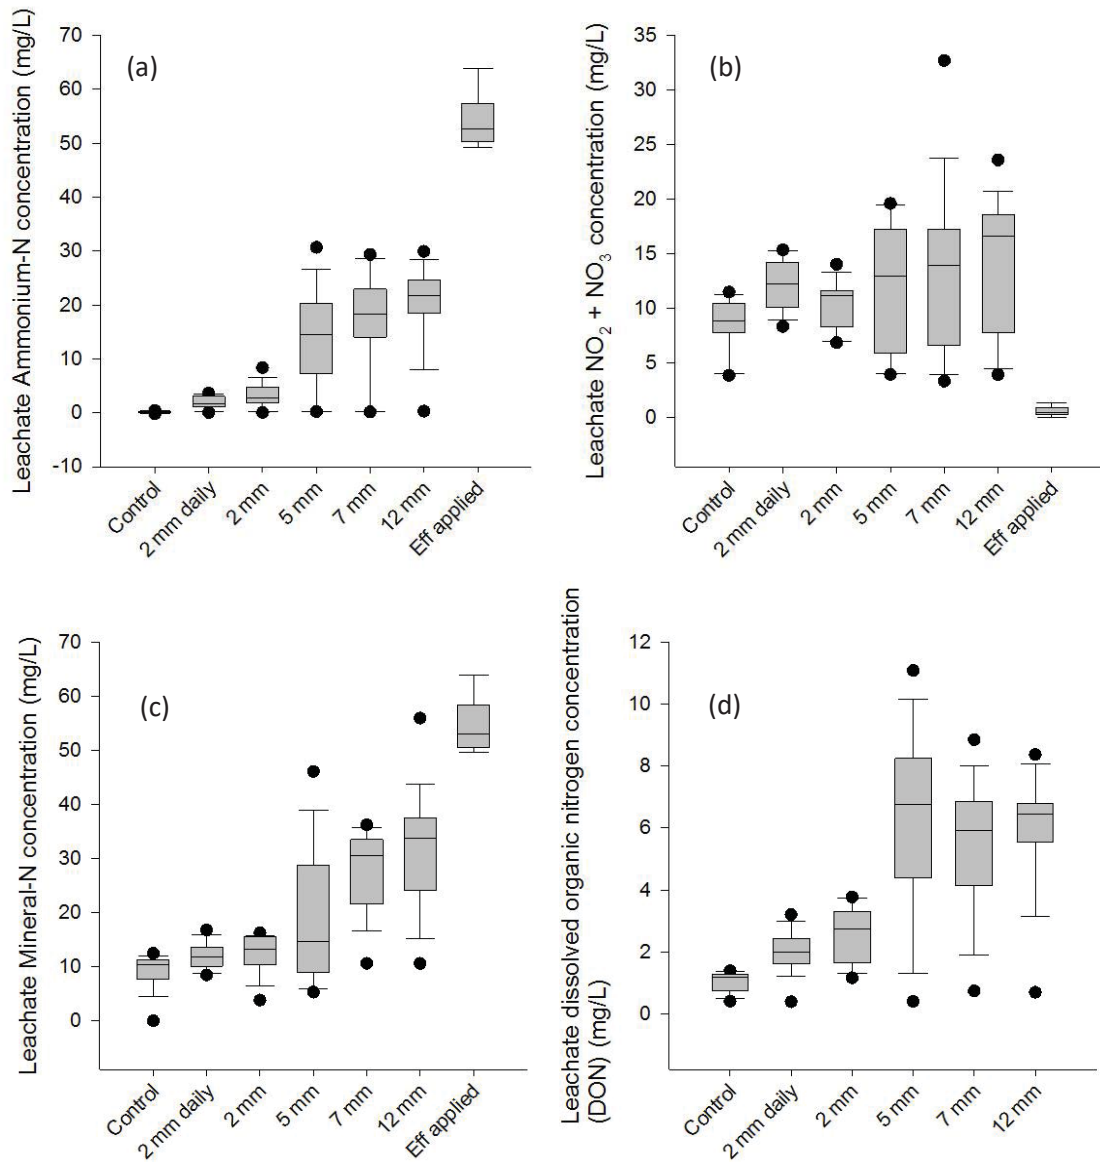 Leachate Ammonium-N concentration (mg/L)
70
60
50
40
30
20
10
0
-10
(a)
Control
2 mm daily
2 mm
5 mm
7 mm
12 mm
Eff applied
Leachate NO₂ + NO₃ concentration (mg/L)
35
30
25
20
15
10
5
0
(b)
Control
2 mm daily
2 mm
5 mm
7 mm
12 mm
Eff applied
Leachate Mineral-N concentration (mg/L)
70
60
50
40
30
20
10
0
(c)
Control
2 mm daily
2 mm
5 mm
7 mm
12 mm
Eff applied
Leachate dissolved organic nitrogen concentration
(DON) (mg/L)
12
10
8
6
4
2
0
(d)
Control
2 mm daily
2 mm
5 mm
7 mm
12 mm